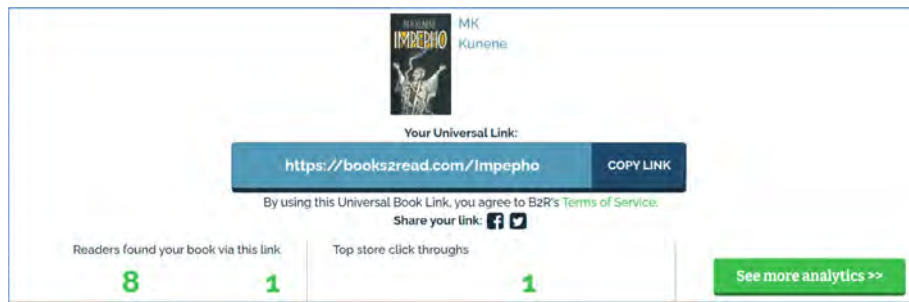 IMPEPHO
MK
Kunene
Your Universal Link:
https://books2read.com/Impepho
COPY LINK
By using this Universal Book Link, you agree to B2R's Terms of Service.
Share your link:
Readers found your book via this link
Top store click throughs
8
1
1
See more analytics >>